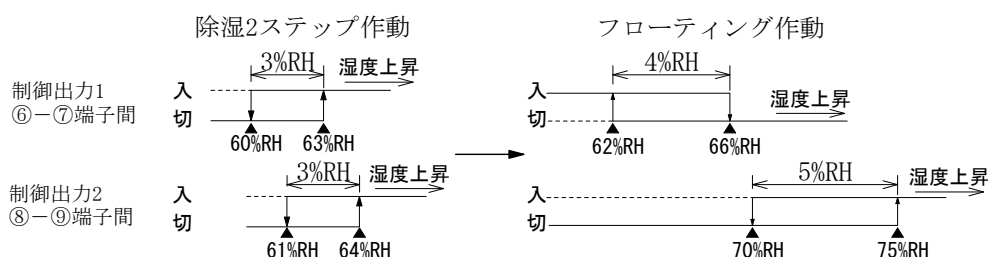 除湿2ステップ作動
フローティング作動
制御出力1
⑥－⑦端子間
入
切
3%RH
湿度上昇
60%RH
63%RH
入
切
4%RH
湿度上昇
62%RH
66%RH
制御出力2
⑧－⑨端子間
入
切
3%RH
湿度上昇
61%RH
64%RH
入
切
5%RH
湿度上昇
70%RH
75%RH